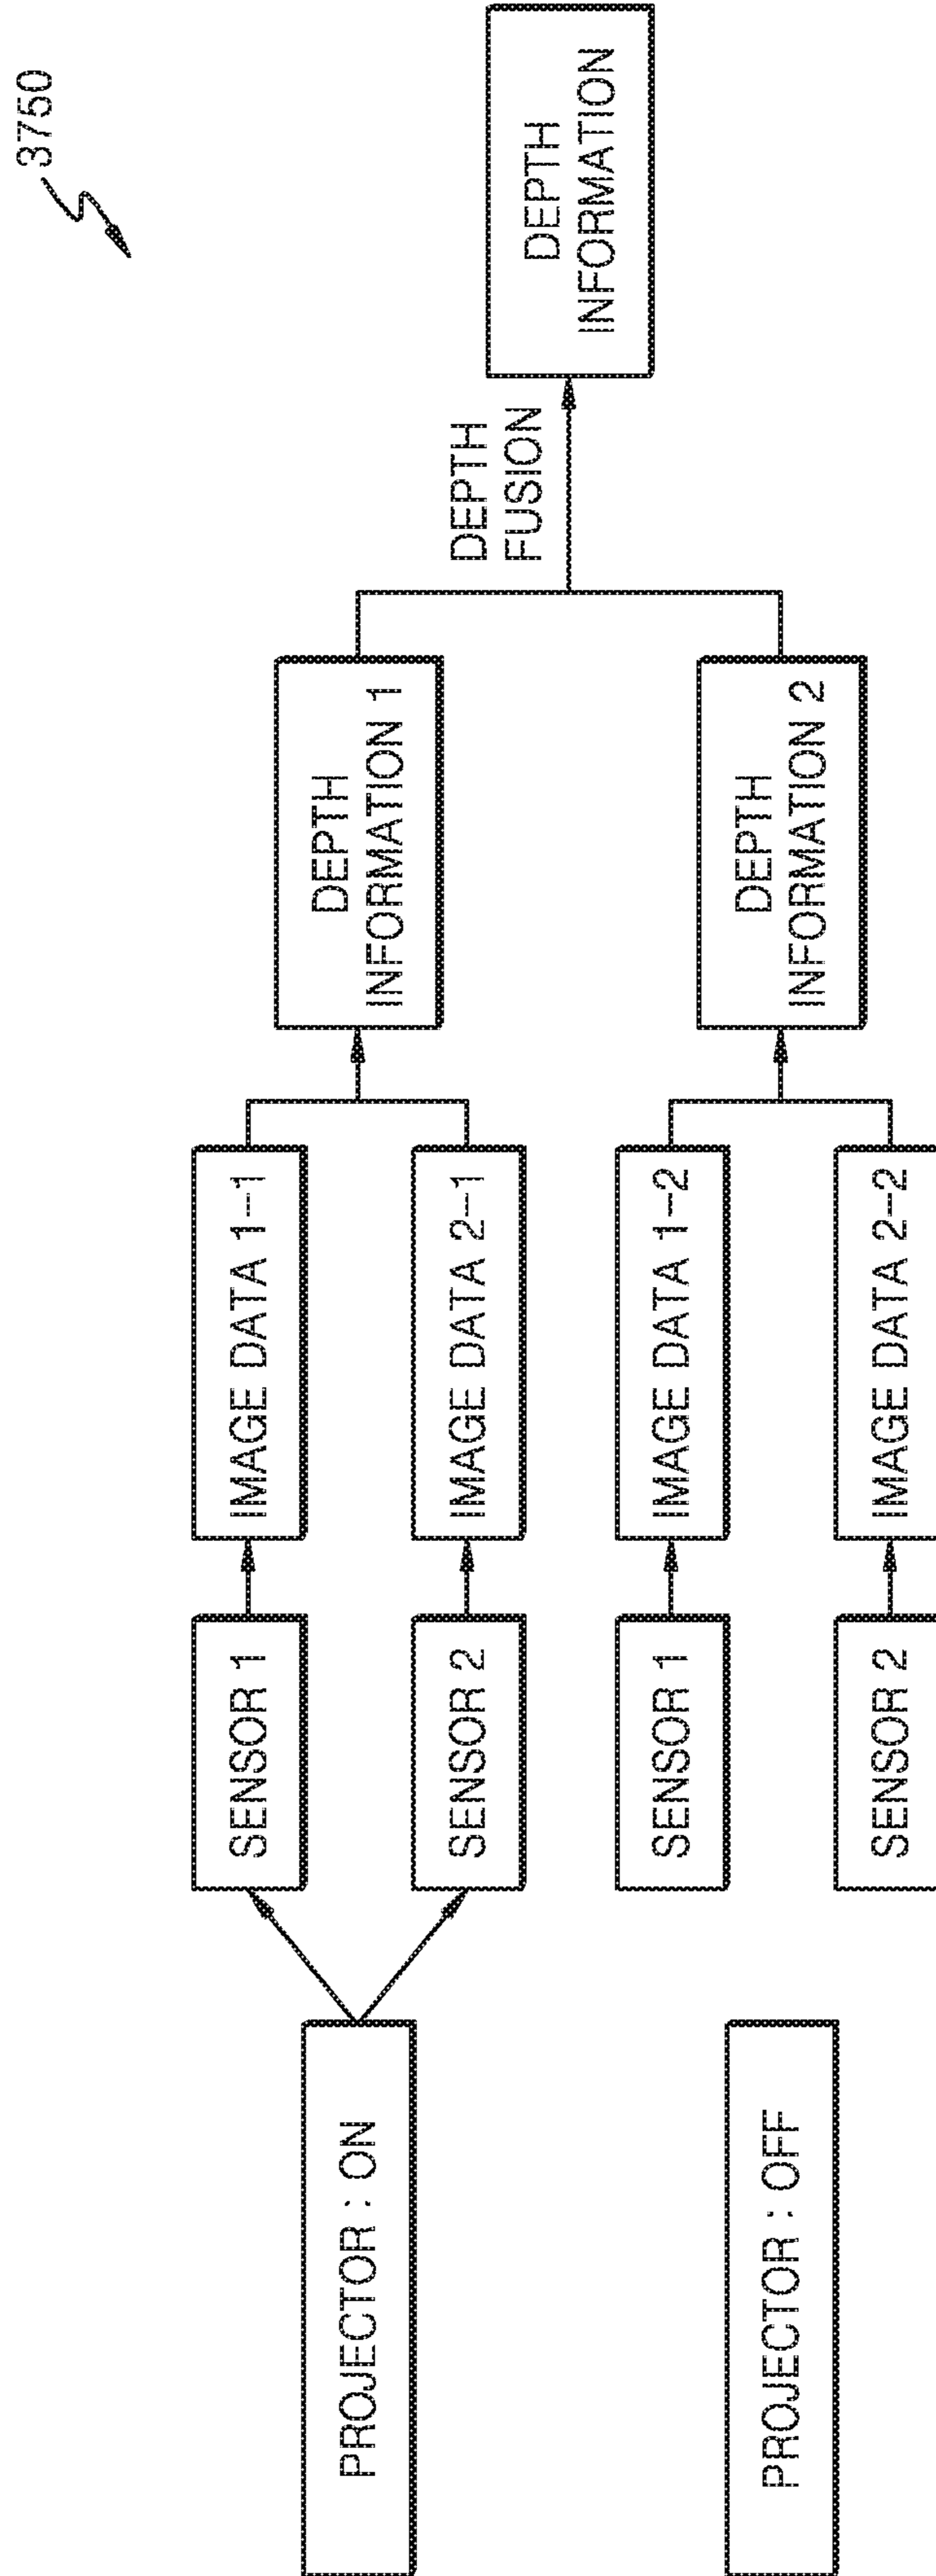 3750
PROJECTOR : ON
SENSOR 1
IMAGE DATA 1-1
SENSOR 2
IMAGE DATA 2-1
DEPTH
INFORMATION 1
DEPTH
FUSION
DEPTH
INFORMATION
PROJECTOR : OFF
SENSOR 1
IMAGE DATA 1-2
SENSOR 2
IMAGE DATA 2-2
DEPTH
INFORMATION 2